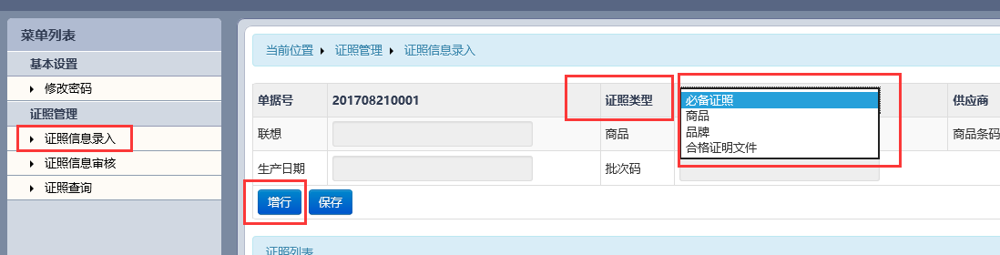 菜单列表
基本设置
修改密码
证照管理
证照信息录入
证照信息审核
证照查询
当前位置 证照管理 证照信息录入
单据号 201708210001 证照类型 必备证照 供应商
商品
品牌
合格证明文件
联想 商品 商品条码
生产日期 批次码
增行 保存
证照列表